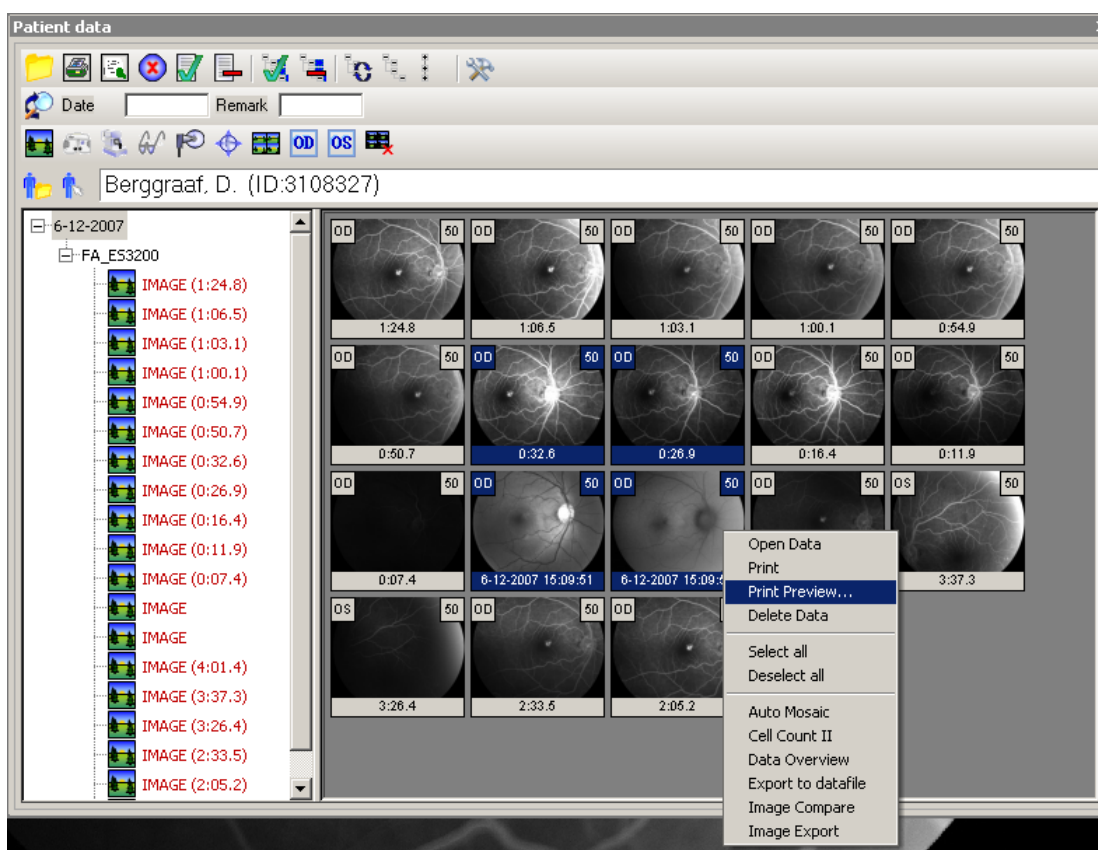 Patient data
Date
Remark
OD
OS
Berggraaf, D. (ID:3108327)
6-12-2007
FA_ES3200
IMAGE (1:24.8)
IMAGE (1:06.5)
IMAGE (1:03.1)
IMAGE (1:00.1)
IMAGE (0:54.9)
IMAGE (0:50.7)
IMAGE (0:32.6)
IMAGE (0:26.9)
IMAGE (0:16.4)
IMAGE (0:11.9)
IMAGE (0:07.4)
IMAGE
IMAGE
IMAGE (4:01.4)
IMAGE (3:37.3)
IMAGE (3:26.4)
IMAGE (2:33.5)
IMAGE (2:05.2)
OD 50 OD 50 OD 50 OD 50 OD 50
1:24.8 1:06.5 1:03.1 1:00.1 0:54.9
OD 50 OD 50 OD 50 OD 50 OD 50
0:50.7 0:32.6 0:26.9 0:16.4 0:11.9
OD 50 OD 50 OD 50 OD 50 OS 50
0:07.4 6-12-2007 15:09:51 6-12-2007 15:09: 3:37.3
OS 50 OD 50 OD
3:26.4 2:33.5 2:05.2
Open Data
Print
Print Preview...
Delete Data
Select all
Deselect all
Auto Mosaic
Cell Count II
Data Overview
Export to datafile
Image Compare
Image Export